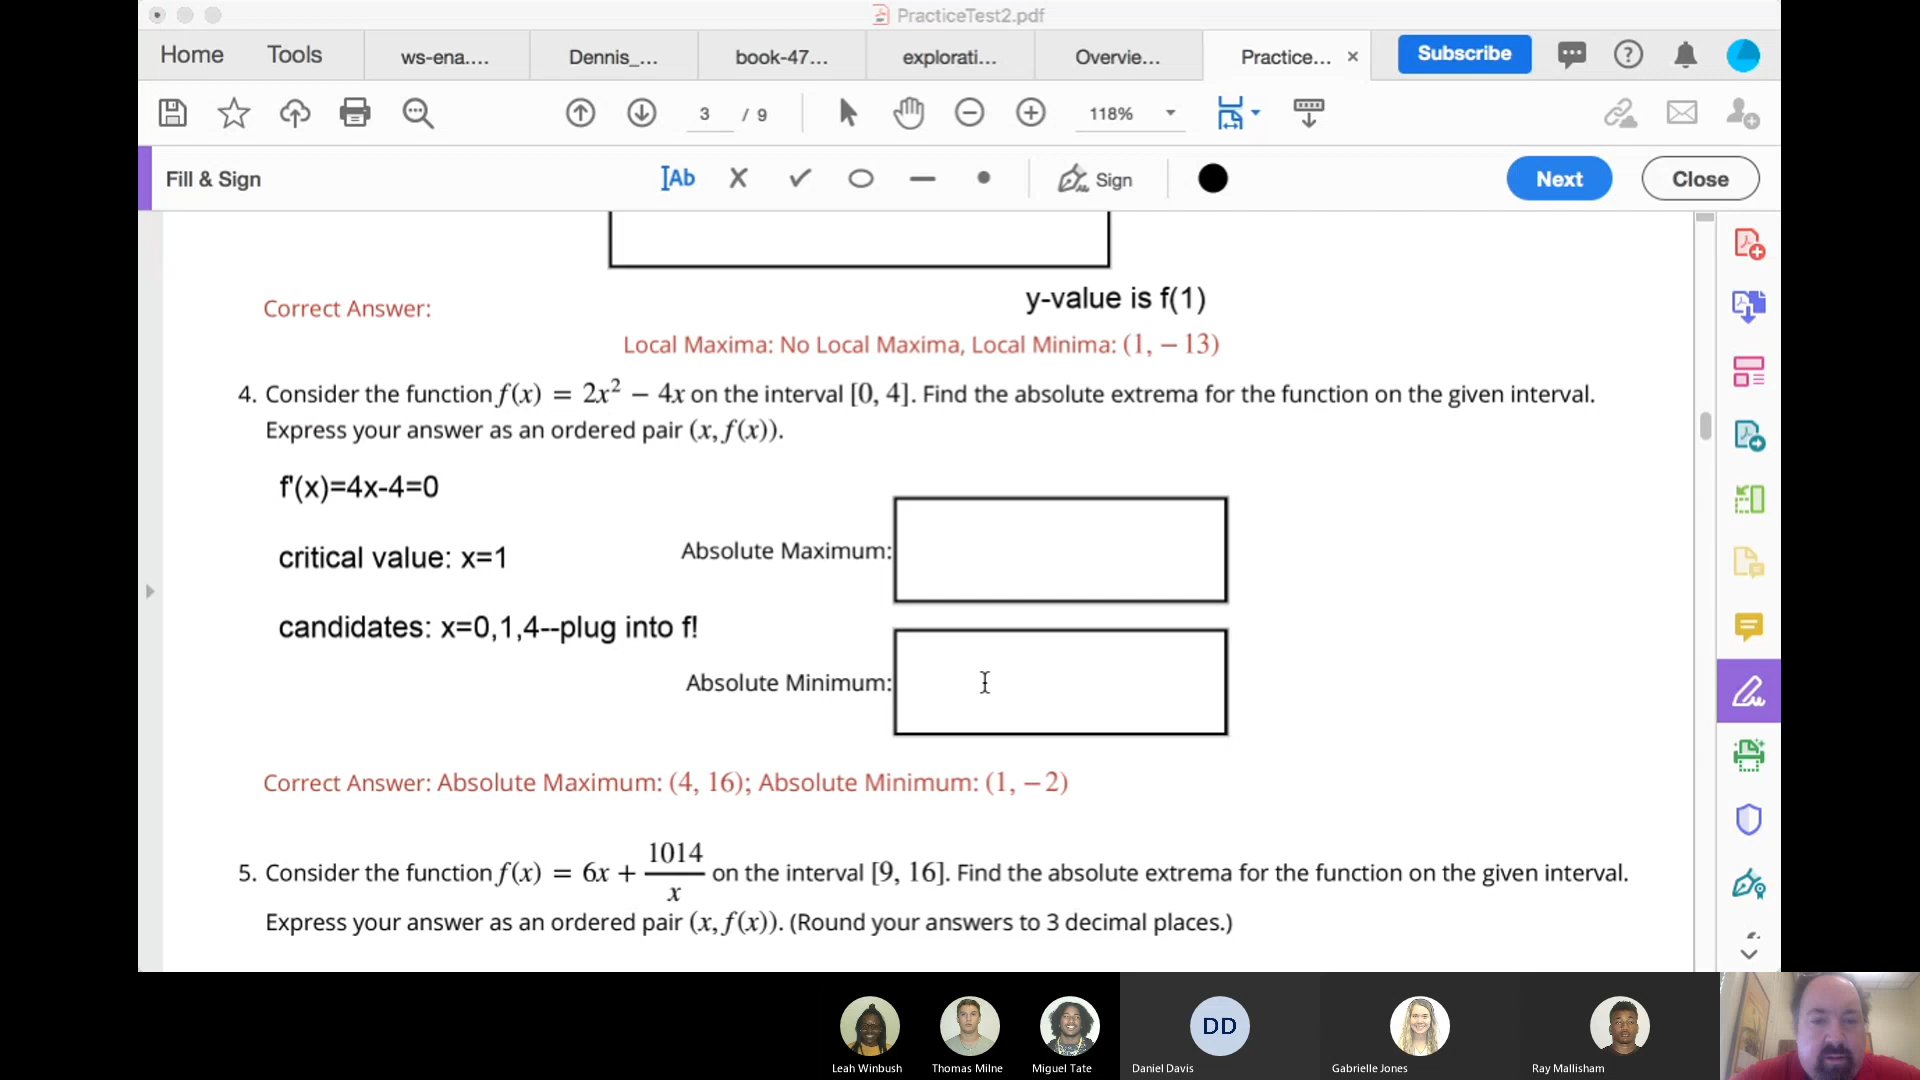 PracticeTest2.pdf
Home Tools ws-ena.... Dennis_... book-47... explorati... Overvie... Practice... × Subscribe
3 / 9 118%
Fill & Sign Ab Sign Next Close
y-value is f(1)
Correct Answer:
Local Maxima: No Local Maxima, Local Minima: (1, − 13)
4. Consider the function f(x) = 2x² − 4x on the interval [0, 4]. Find the absolute extrema for the function on the given interval.
Express your answer as an ordered pair (x, f(x)).
f'(x)=4x-4=0
Absolute Maximum:
critical value: x=1
candidates: x=0,1,4--plug into f!
Absolute Minimum:
Correct Answer: Absolute Maximum: (4, 16); Absolute Minimum: (1, − 2)
5. Consider the function f(x) = 6x + 1014/x on the interval [9, 16]. Find the absolute extrema for the function on the given interval.
Express your answer as an ordered pair (x, f(x)). (Round your answers to 3 decimal places.)
DD
Leah Winbush Thomas Milne Miguel Tate Daniel Davis Gabrielle Jones Ray Mallisham